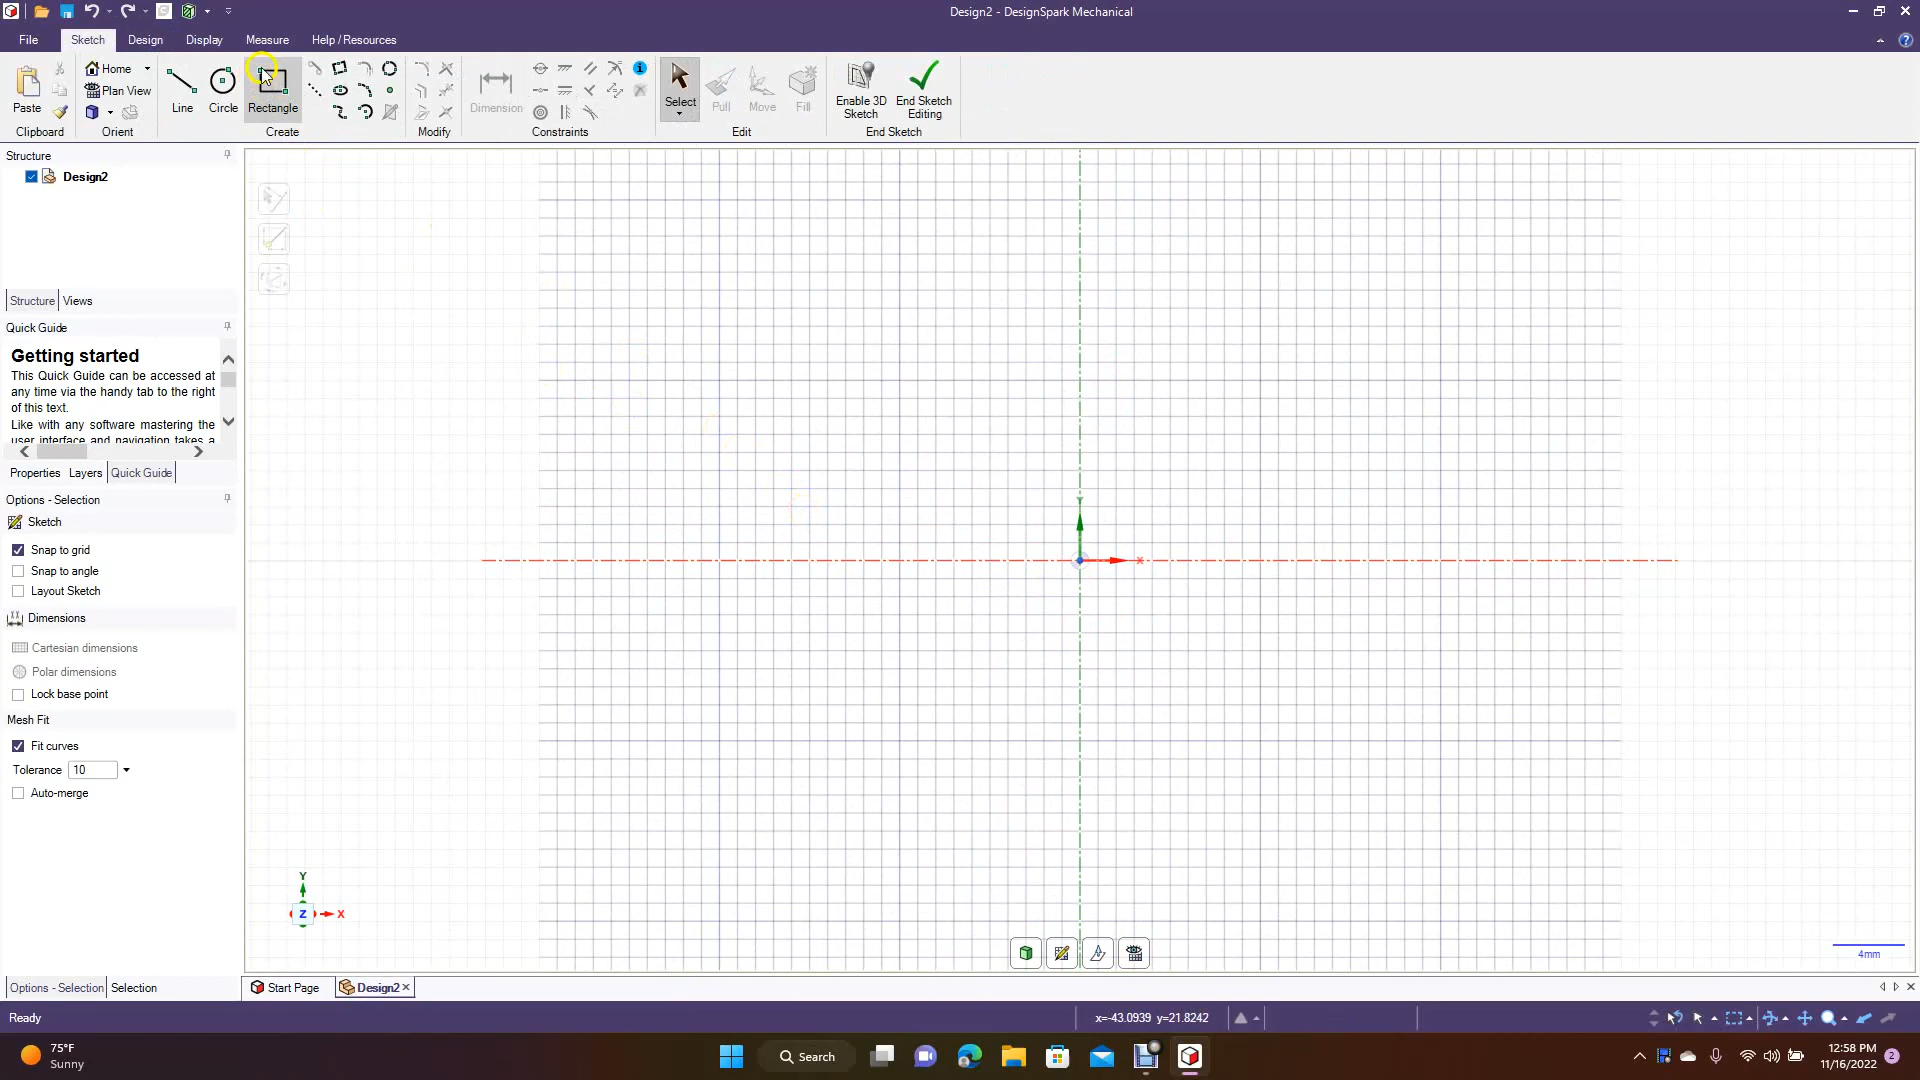 Design2 - DesignSpark Mechanical
File Sketch Design Display Measure Help / Resources
Paste
Clipboard
Home
Plan View
Orient
Line Circle Rectangle
Create
Modify
Dimension
Constraints
Select Pull Move Fill
Edit
Enable 3D
Sketch
End Sketch
Editing
End Sketch
Structure
Design2
Structure Views
Quick Guide
Getting started
This Quick Guide can be accessed at
any time via the handy tab to the right
of this text.
Like with any software mastering the
user interface and navigation takes a
Properties Layers Quick Guide
Options - Selection
Sketch
Snap to grid
Snap to angle
Layout Sketch
Dimensions
Cartesian dimensions
Polar dimensions
Lock base point
Mesh Fit
Fit curves
Tolerance 10
Auto-merge
Y
X
Y
Z X
4mm
Options - Selection Selection
Start Page Design2
Ready
x=-43.0939 y=21.8242
75°F
Sunny
Search
12:58 PM
11/16/2022
2